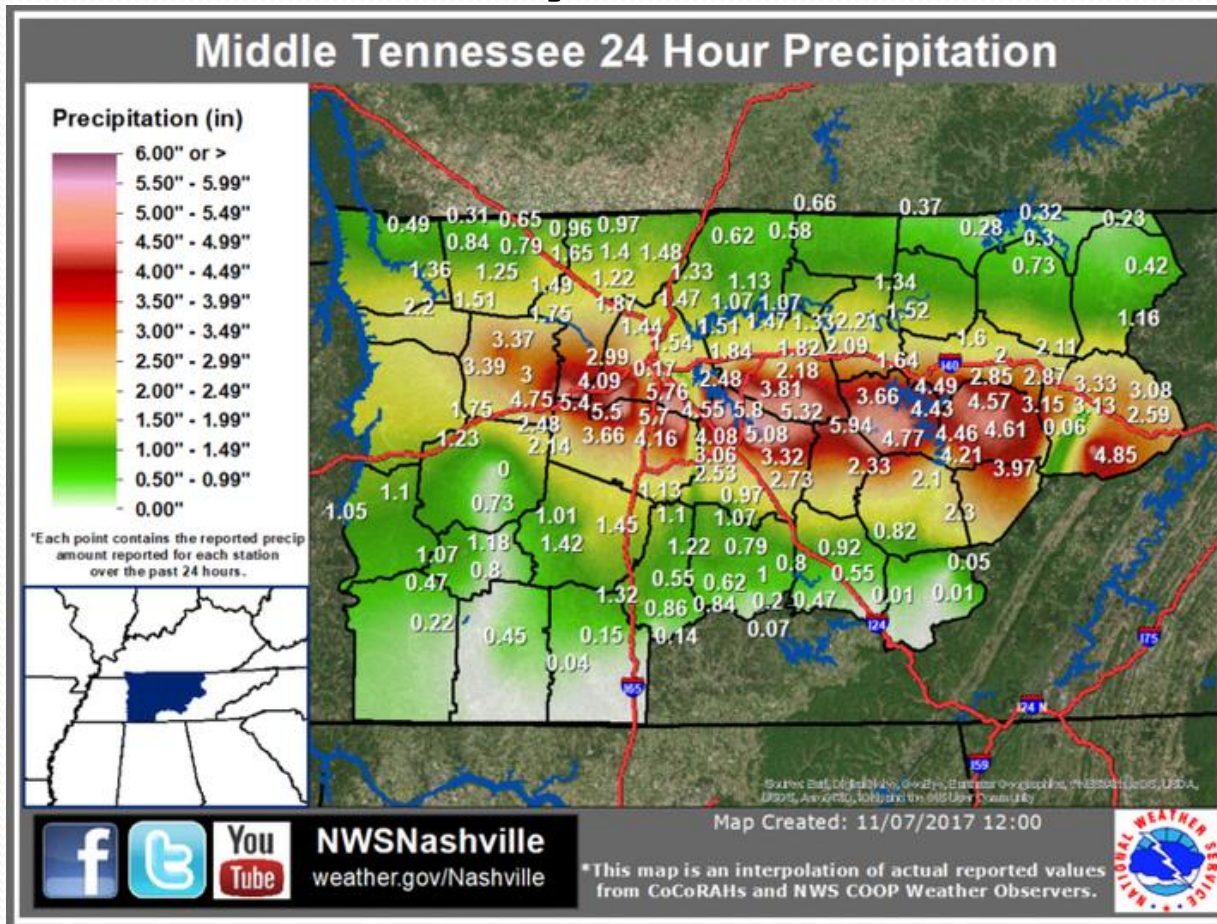 Middle Tennessee 24 Hour Precipitation
Precipitation (in)
6.00" or >
5.50" - 5.99"
5.00" - 5.49"
4.50" - 4.99"
4.00" - 4.49"
3.50" - 3.99"
3.00" - 3.49"
2.50" - 2.99"
2.00" - 2.49"
1.50" - 1.99"
1.00" - 1.49"
0.50" - 0.99"
0.00"
*Each point contains the reported precip
amount reported for each station
over the past 24 hours.
0.66 0.37
0.49 0.31 0.65 0.96 0.97 0.62 0.58 0.28 0.32 0.23
0.84 0.79 1.65 1.4 1.48 0.3
1.36 1.25 1.22 1.33 1.13 1.34 0.73 0.42
2.2 1.51 1.49 1.87 1.47 1.07 1.07 1.52 1.16
1.75 1.44 1.51 1.47 1.33 2.21
3.37 1.54 1.84 1.82 2.09 1.6 2.11
3.39 3 2.99 0.17 2.48 2.18 1.64 I40 2
4.09 5.76 3.81 3.66 4.49 2.85 2.87 3.33 3.08
1.75 4.75 5.4 5.5 5.7 4.55 5.8 5.32 4.43 4.57 3.15 3.13 2.59
1.23 2.48 3.66 4.16 4.08 5.08 5.94 4.77 4.46 4.61 0.06
2.14 3.06 3.32 4.21 4.85
0 2.53 2.73 2.33 2.1 3.97
1.1 0.73 1.13 0.97
1.05 1.01 1.45 1.1 1.07 2.3
1.07 1.18 1.42 1.22 0.79 0.92 0.82
0.47 0.8 0.55 0.62 1 0.8 0.55 0.05
1.32 0.86 0.84 0.2 0.47 0.01 0.01
0.22 0.45 0.15 0.14 0.07 I24 I75
0.04
I65 I24 N
I59
Map Created: 11/07/2017 12:00
f
t
You
Tube
NWSNashville
weather.gov/Nashville
*This map is an interpolation of actual reported values
from CoCoRAHs and NWS COOP Weather Observers.
NATIONAL WEATHER SERVICE